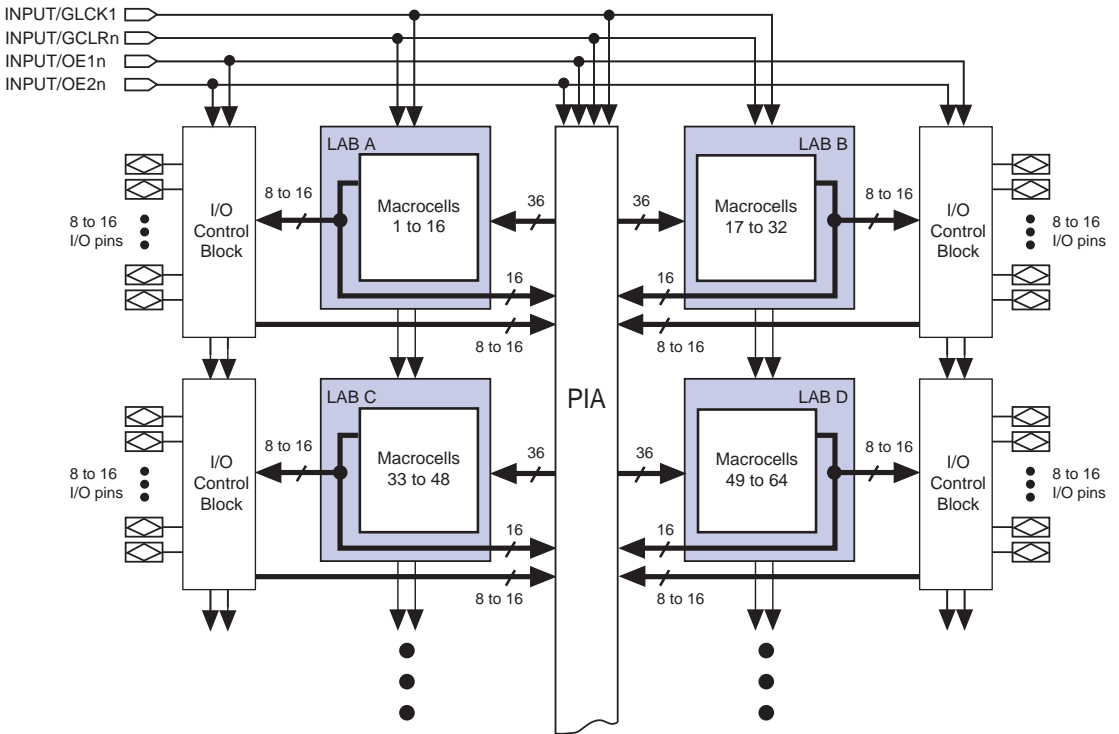 INPUT/GLCK1
INPUT/GCLRn
INPUT/OE1n
INPUT/OE2n
LAB A
LAB B
8 to 16
36
36
8 to 16
8 to 16
I/O pins
I/O
Control
Block
Macrocells
1 to 16
Macrocells
17 to 32
I/O
Control
Block
8 to 16
I/O pins
16
16
8 to 16
8 to 16
LAB C
PIA
LAB D
8 to 16
36
36
8 to 16
8 to 16
I/O pins
I/O
Control
Block
Macrocells
33 to 48
Macrocells
49 to 64
I/O
Control
Block
8 to 16
I/O pins
16
16
8 to 16
8 to 16